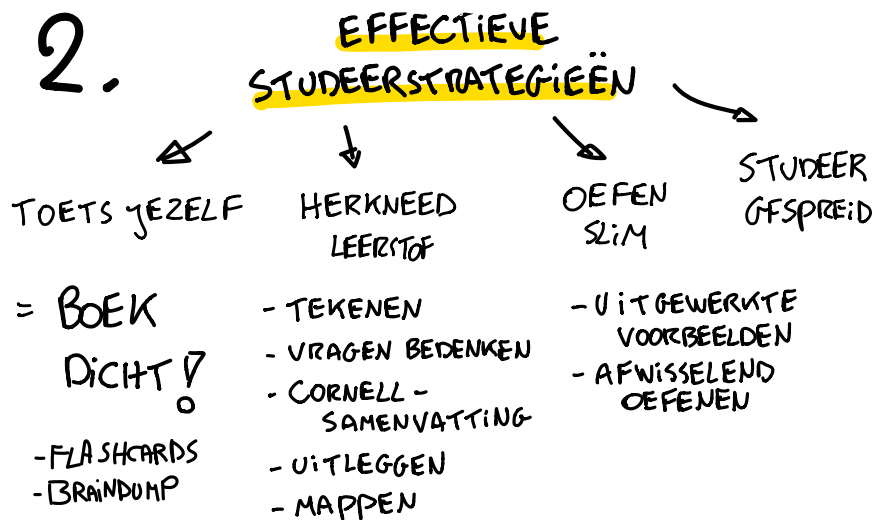 2.
EFFECTIEVE
STUDEERSTRATEGIEËN
TOETS JEZELF
= BOEK
DICHT!
- FLASHCARDS
- BRAINDUMP
HERKNEED
LEERSTOF
- TEKENEN
- VRAGEN BEDENKEN
- CORNELL-
SAMENVATTING
- UITLEGGEN
- MAPPEN
OEFEN
SLIM
- UITGEWERKTE
VOORBEELDEN
- AFWISSELEND
OEFENEN
STUDEER
GESPREID